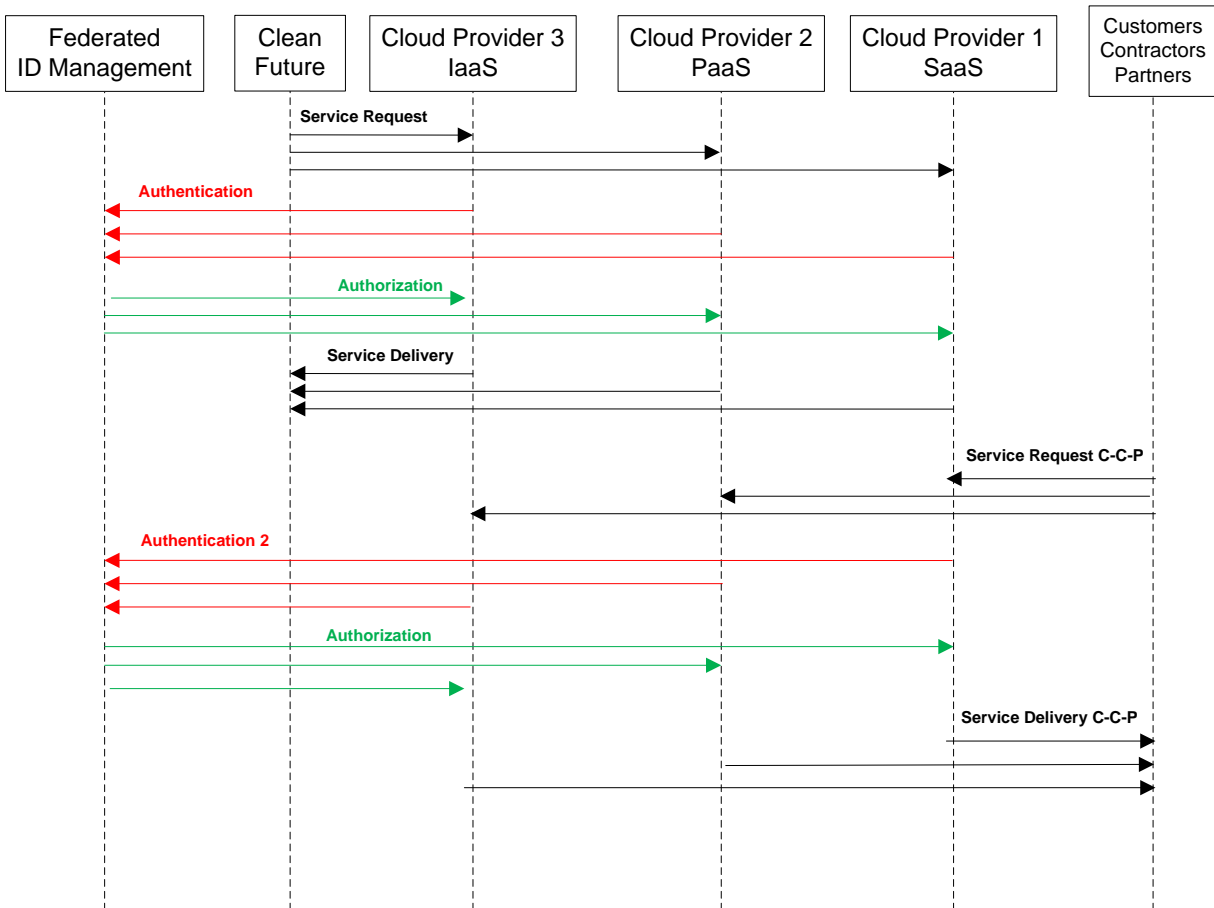 Federated
ID Management
Clean
Future
Cloud Provider 3
IaaS
Cloud Provider 2
PaaS
Cloud Provider 1
SaaS
Customers
Contractors
Partners
Service Request
Authentication
Authorization
Service Delivery
Service Request C-C-P
Authentication 2
Authorization
Service Delivery C-C-P